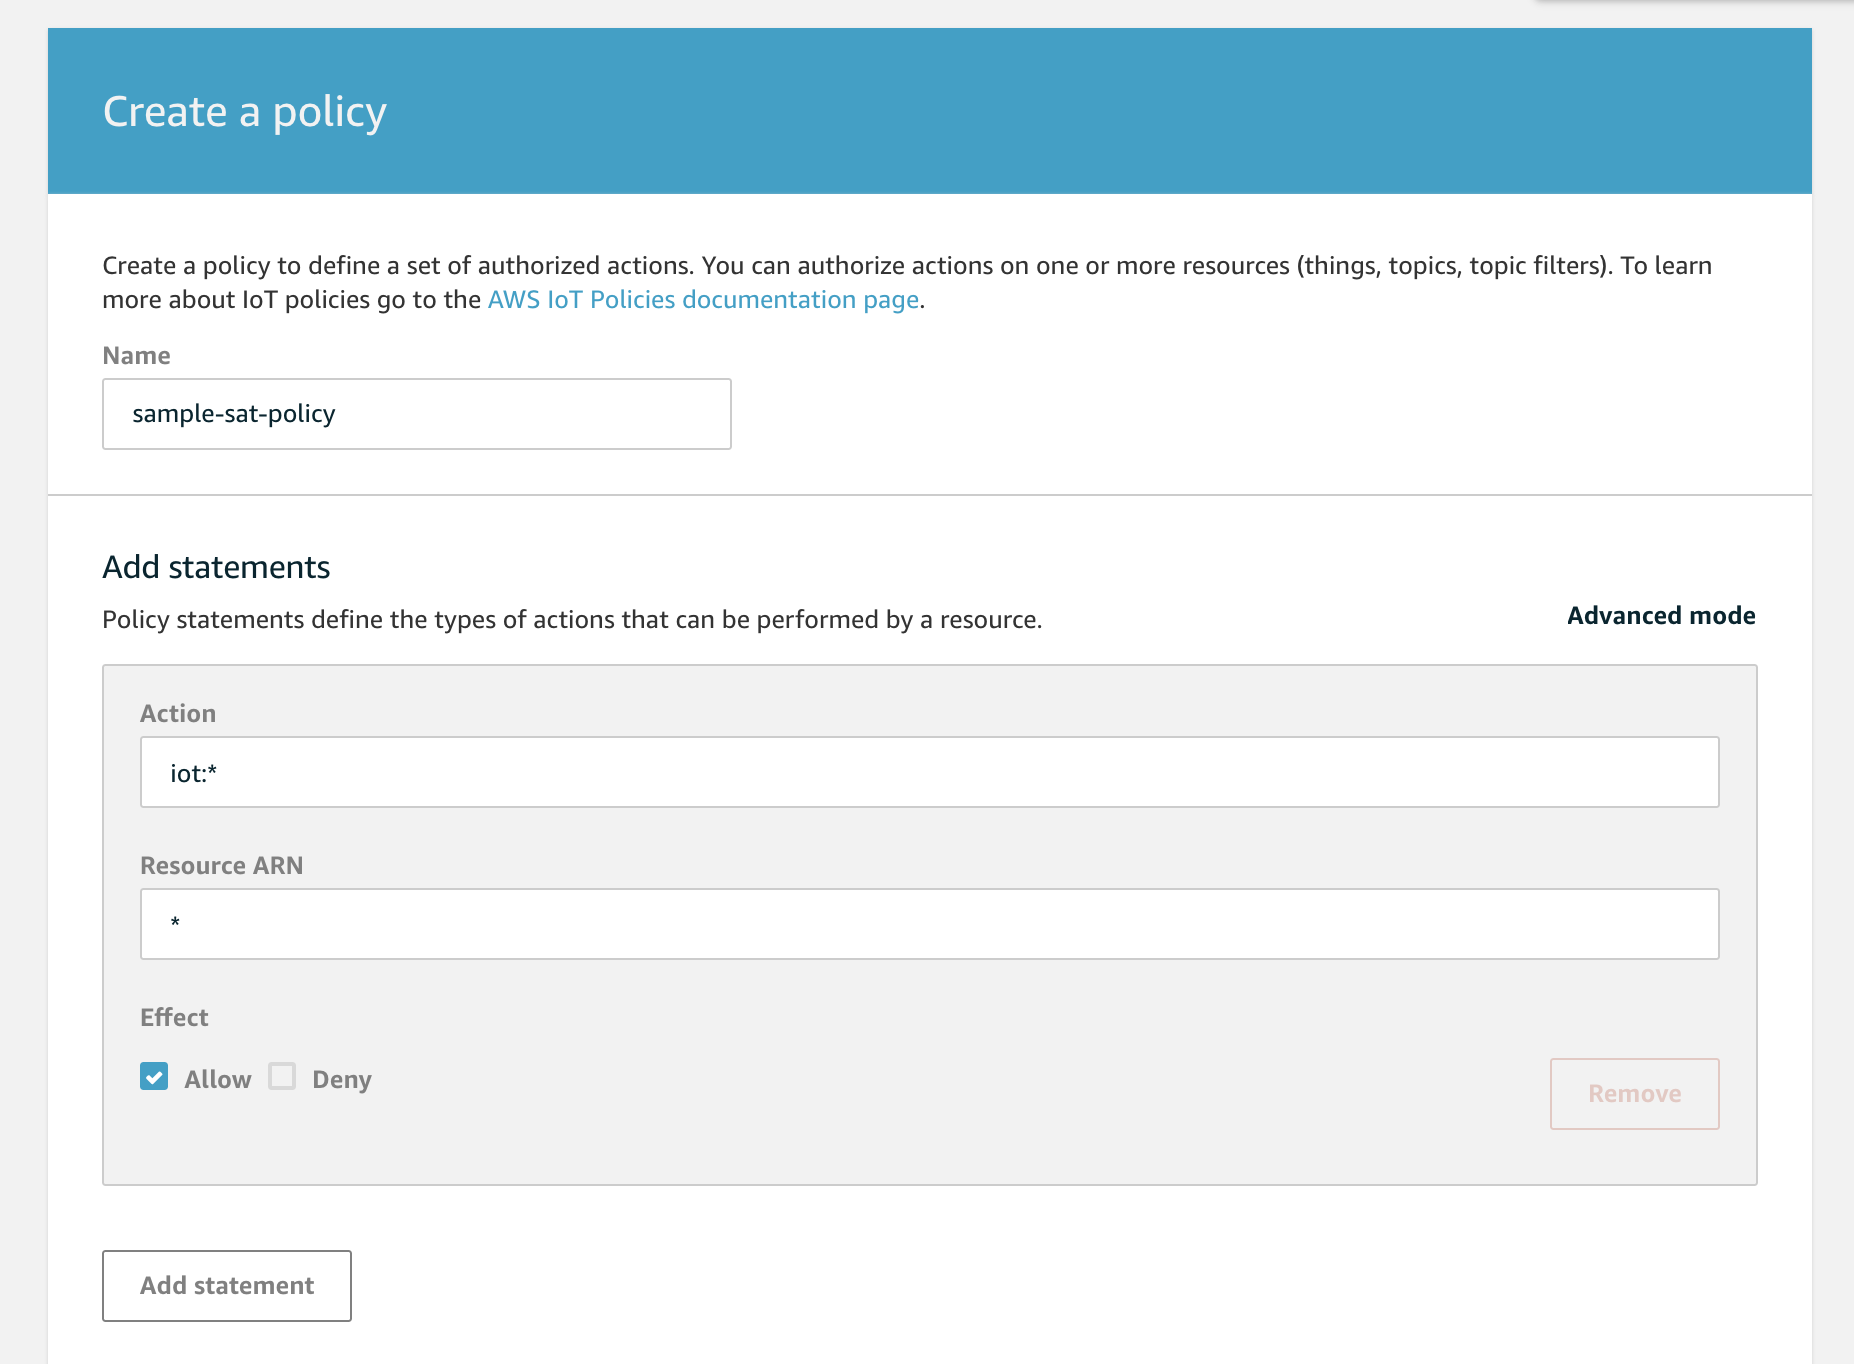 Create a policy
Create a policy to define a set of authorized actions. You can authorize actions on one or more resources (things, topics, topic filters). To learn
more about IoT policies go to the AWS IoT Policies documentation page.
Name
sample-sat-policy
Add statements
Policy statements define the types of actions that can be performed by a resource.
Advanced mode
Action
iot:*
Resource ARN
*
Effect
Allow Deny
Remove
Add statement